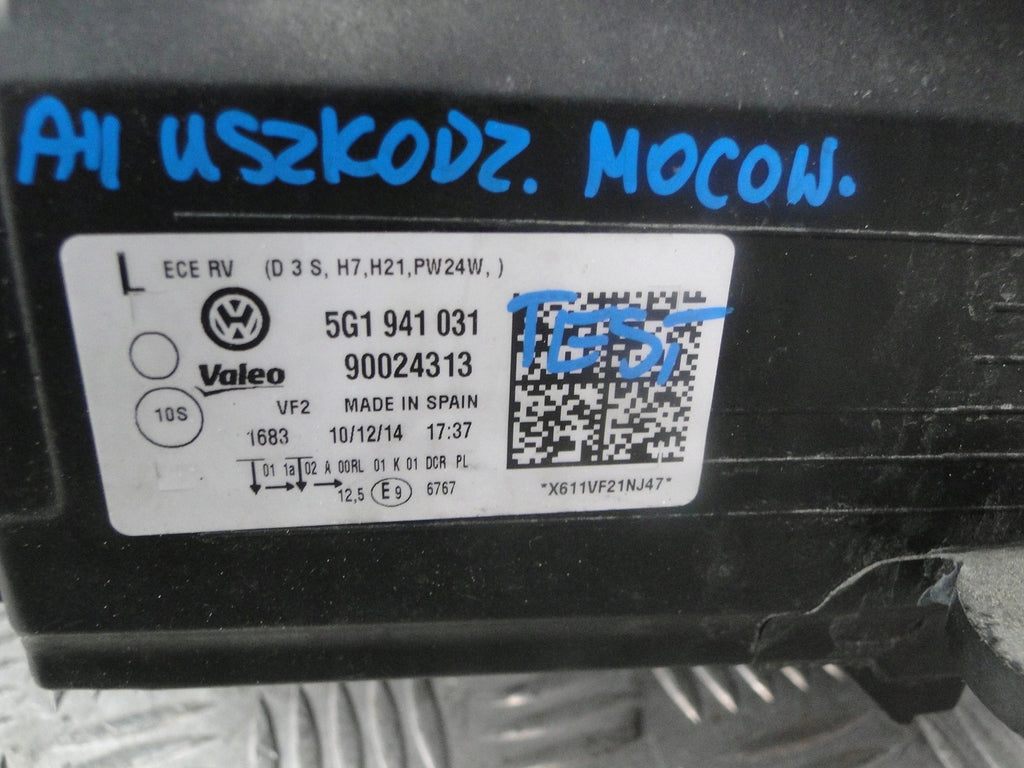 A11 USZKODZ. MOCOW.
L ECE RV (D 3 S, H7,H21,PW24W, )
5G1 941 031
Valeo 90024313
TEST
VF2 MADE IN SPAIN
10S
1683 10/12/14 17:37
01 1a 02 A 00RL 01 K 01 DCR PL
12,5 E9 6767
*X611VF21NJ47*